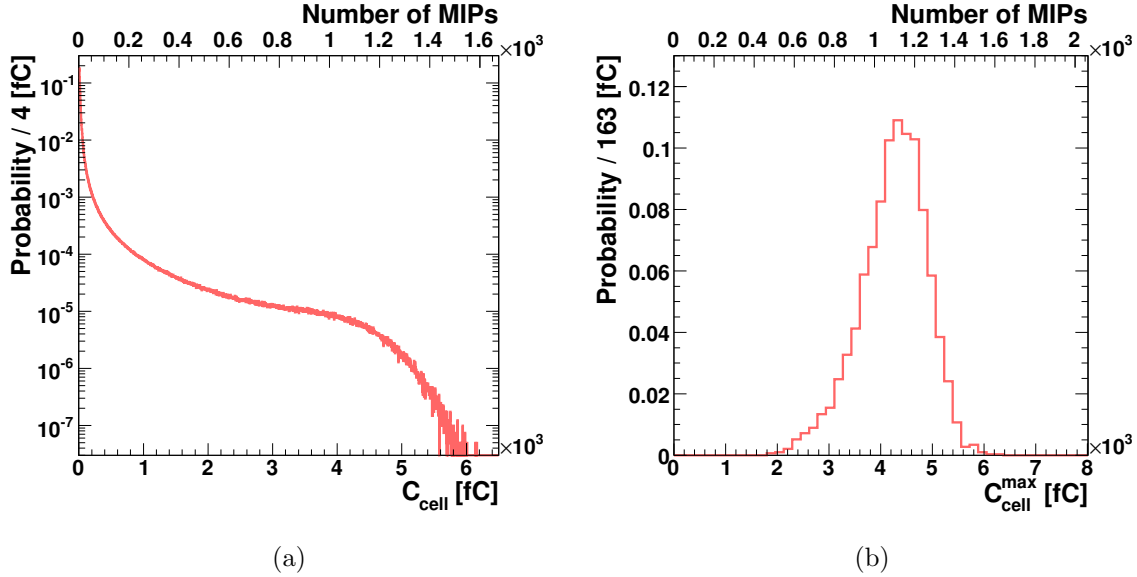 Number of MIPs
0 0.2 0.4 0.6 0.8 1 1.2 1.4 1.6
×10³
Probability / 4 [fC]
10⁻¹
10⁻²
10⁻³
10⁻⁴
10⁻⁵
10⁻⁶
10⁻⁷
0 1 2 3 4 5 6
×10³
C_cell [fC]
(a)
Number of MIPs
0 0.2 0.4 0.6 0.8 1 1.2 1.4 1.6 1.8 2
×10³
Probability / 163 [fC]
0.12
0.1
0.08
0.06
0.04
0.02
0
0 1 2 3 4 5 6 7 8
×10³
C_cell^max [fC]
(b)